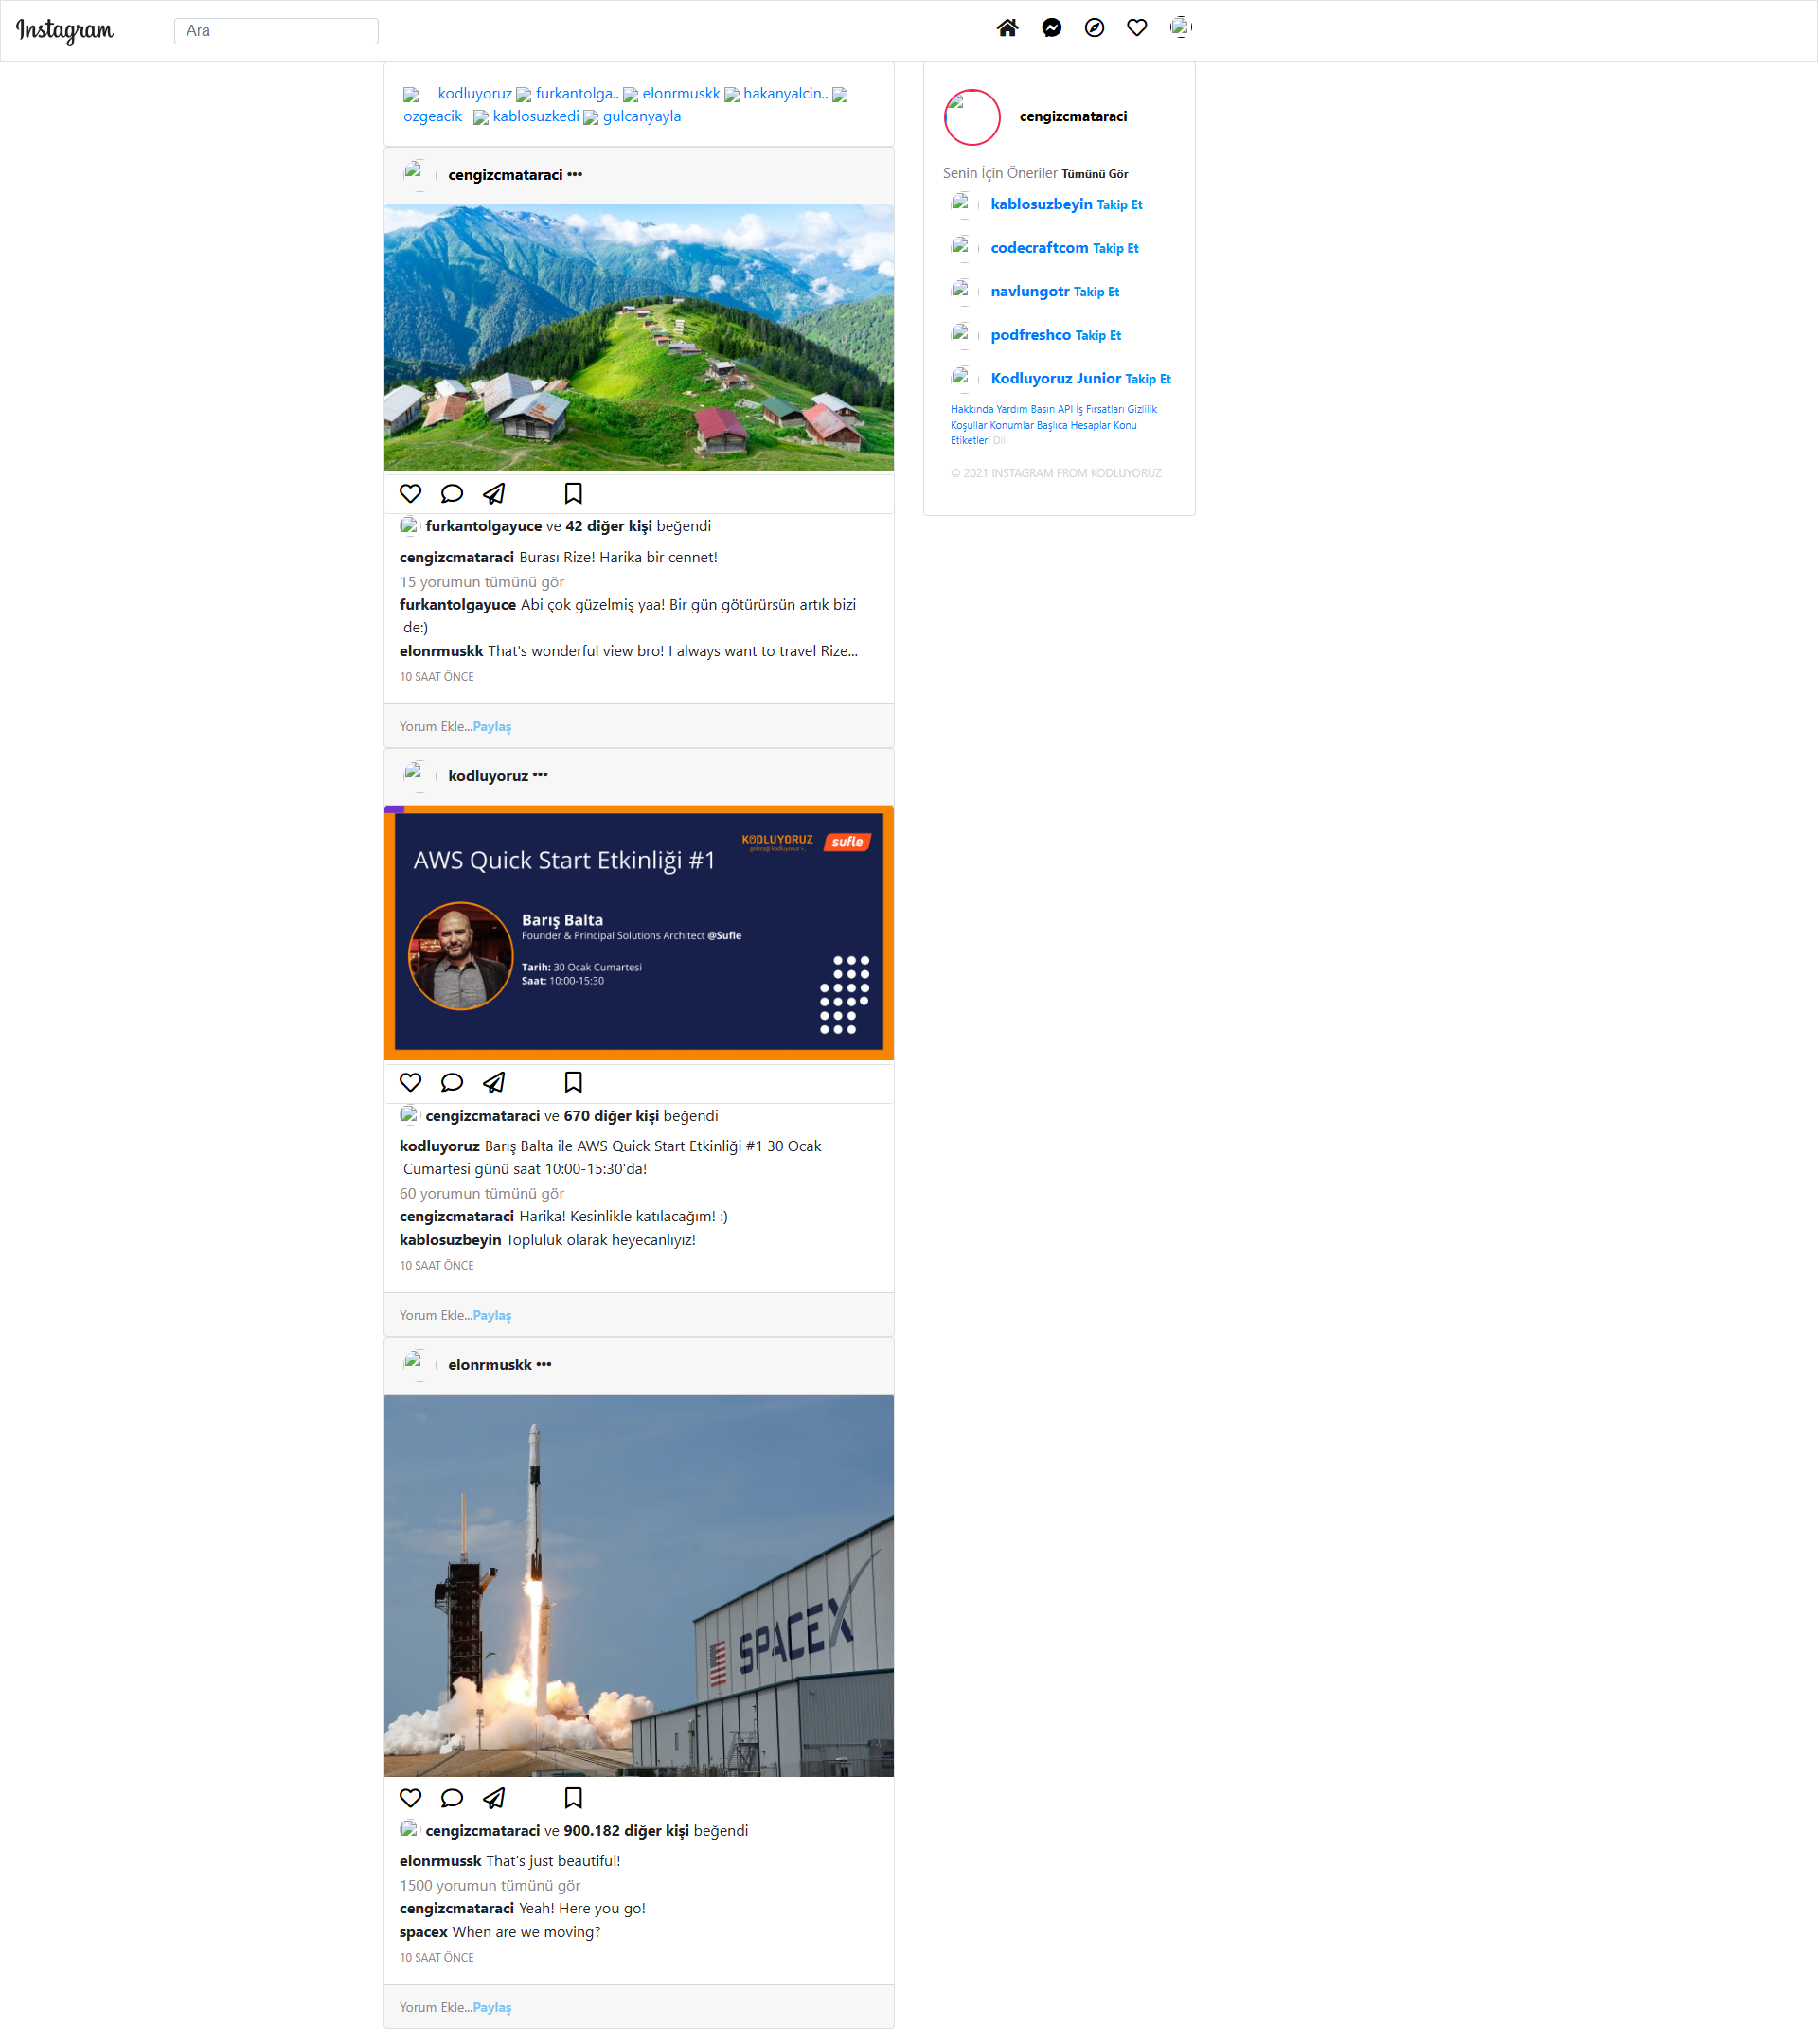 Instagram
Ara
kodluyoruz furkantolga.. elonrmuskk hakanyalcin..
ozgeacik kablosuzkedi gulcanyayla
cengizcmataraci •••
furkantolgayuce ve 42 diğer kişi beğendi
cengizcmataraci Burası Rize! Harika bir cennet!
15 yorumun tümünü gör
furkantolgayuce Abi çok güzelmiş yaa! Bir gün götürürsün artık bizi
de:)
elonrmuskk That's wonderful view bro! I always want to travel Rize...
10 SAAT ÖNCE
Yorum Ekle...Paylaş
kodluyoruz •••
KODLUYORUZ
geleceği kodluyoruz >_
sufle
AWS Quick Start Etkinliği #1
Barış Balta
Founder & Principal Solutions Architect @Sufle
Tarih: 30 Ocak Cumartesi
Saat: 10:00-15:30
cengizcmataraci ve 670 diğer kişi beğendi
kodluyoruz Barış Balta ile AWS Quick Start Etkinliği #1 30 Ocak
Cumartesi günü saat 10:00-15:30'da!
60 yorumun tümünü gör
cengizcmataraci Harika! Kesinlikle katılacağım! :)
kablosuzbeyin Topluluk olarak heyecanlıyız!
10 SAAT ÖNCE
Yorum Ekle...Paylaş
elonrmuskk •••
SPACEX
cengizcmataraci ve 900.182 diğer kişi beğendi
elonrmussk That's just beautiful!
1500 yorumun tümünü gör
cengizcmataraci Yeah! Here you go!
spacex When are we moving?
10 SAAT ÖNCE
Yorum Ekle...Paylaş
cengizcmataraci
Senin İçin Öneriler Tümünü Gör
kablosuzbeyin Takip Et
codecraftcom Takip Et
navlungotr Takip Et
podfreshco Takip Et
Kodluyoruz Junior Takip Et
Hakkında Yardım Basın API İş Fırsatları Gizlilik
Koşullar Konumlar Başlıca Hesaplar Konu
Etiketleri Dil
© 2021 INSTAGRAM FROM KODLUYORUZ